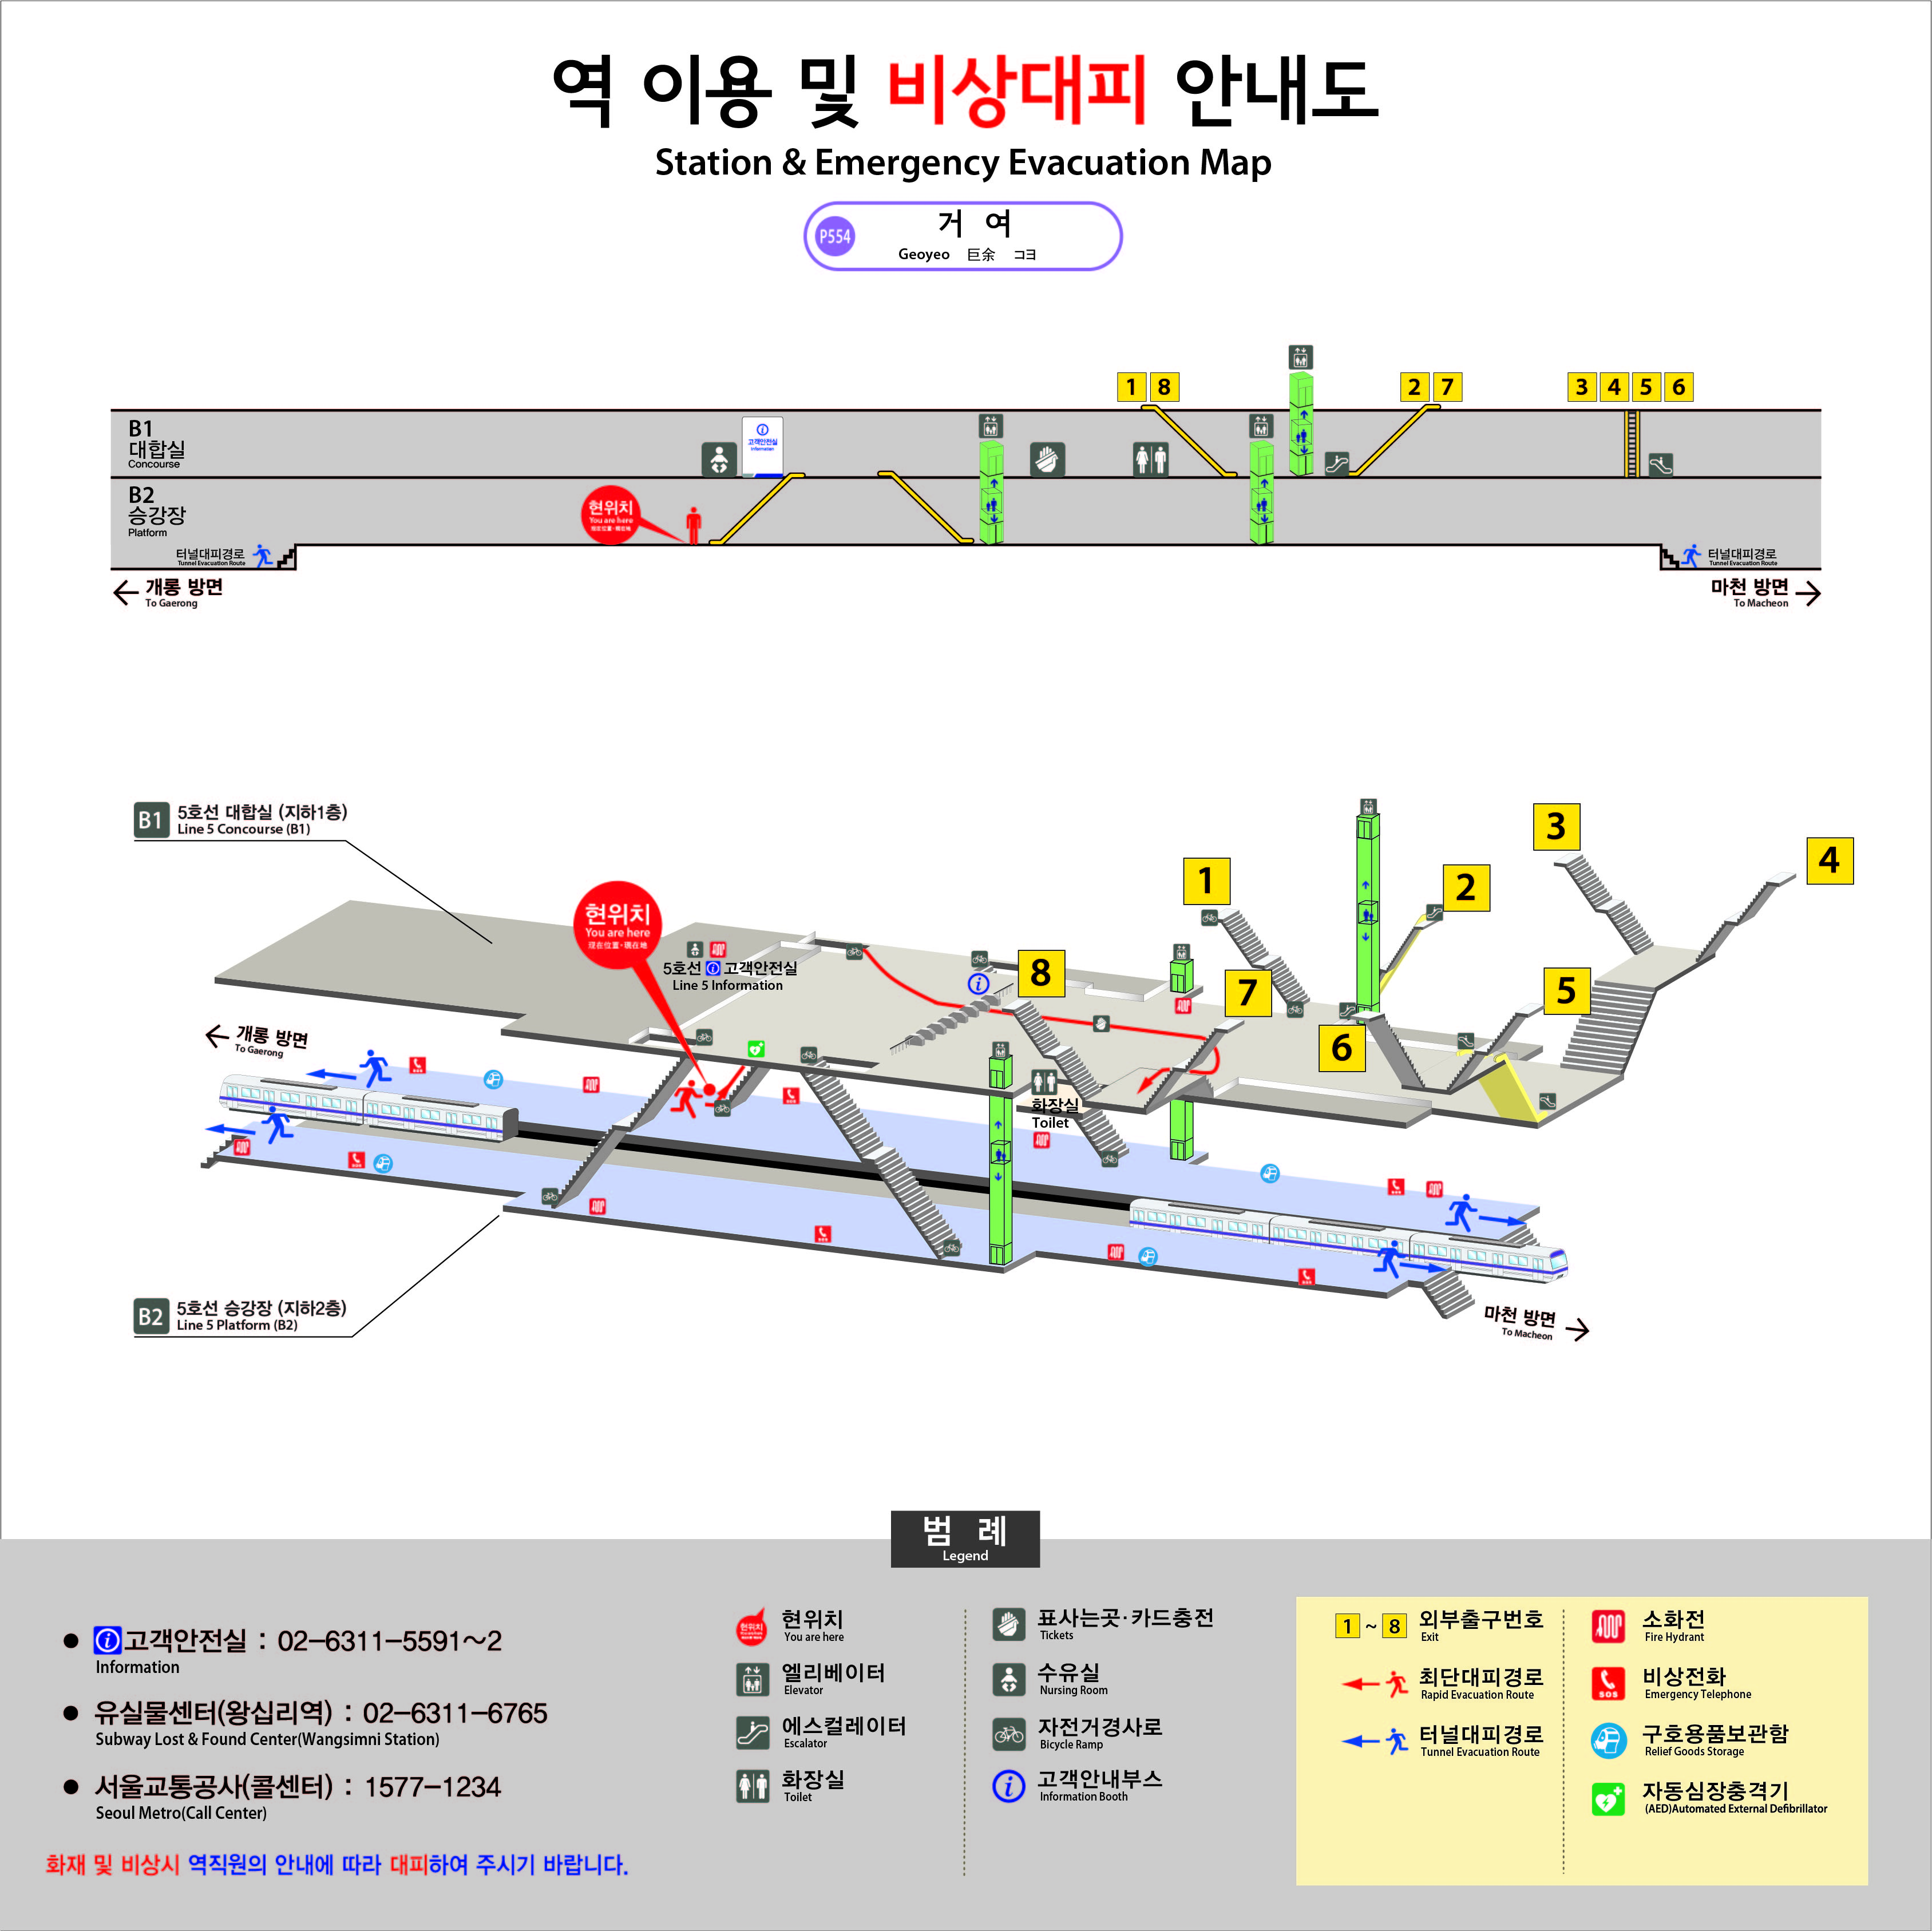 역 이용 및 비상대피 안내도
Station & Emergency Evacuation Map
P554
거 여
Geoyeo 巨余 コヨ
1 8
2 7
3 4 5 6
B1
대합실
Concourse
고객안전실
Information
B2
승강장
Platform
현위치
You are here
터널대피경로
Tunnel Evacuation Route
터널대피경로
Tunnel Evacuation Route
개롱 방면
To Gaerong
마천 방면
To Macheon
B1
5호선 대합실 (지하1층)
Line 5 Concourse (B1)
3
4
1
2
현위치
You are here
5호선 고객안전실
Line 5 Information
8
7
5
6
개롱 방면
To Gaerong
화장실
Toilet
B2
5호선 승강장 (지하2층)
Line 5 Platform (B2)
마천 방면
To Macheon
범 례
Legend
고객안전실 : 02-6311-5591~2
Information
유실물센터(왕십리역) : 02-6311-6765
Subway Lost & Found Center(Wangsimni Station)
서울교통공사(콜센터) : 1577-1234
Seoul Metro(Call Center)
화재 및 비상시 역직원의 안내에 따라 대피하여 주시기 바랍니다.
현위치
현위치
You are here
엘리베이터
Elevator
에스컬레이터
Escalator
화장실
Toilet
표사는곳·카드충전
Tickets
수유실
Nursing Room
자전거경사로
Bicycle Ramp
고객안내부스
Information Booth
1 ~ 8 외부출구번호
Exit
최단대피경로
Rapid Evacuation Route
터널대피경로
Tunnel Evacuation Route
소화전
Fire Hydrant
SOS
비상전화
Emergency Telephone
구호용품보관함
Relief Goods Storage
자동심장충격기
(AED)Automated External Defibrillator